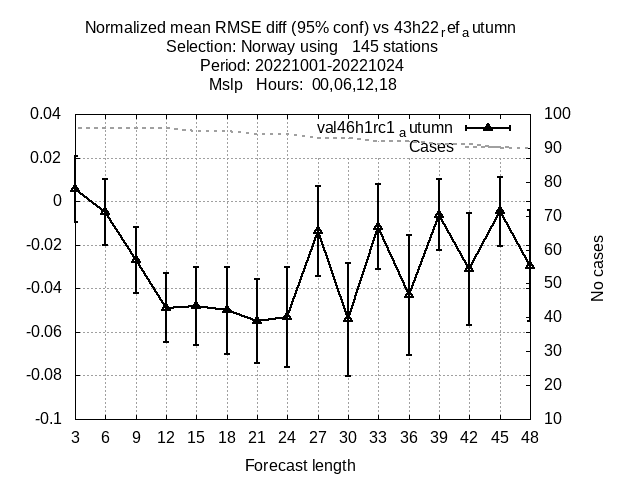 Normalized mean RMSE diff (95% conf) vs 43h22_ref_autumn
Selection: Norway using   145 stations
Period: 20221001-20221024
Mslp   Hours:  00,06,12,18
val46h1rc1_autumn
Cases
0.04
0.02
0
-0.02
-0.04
-0.06
-0.08
-0.1
100
90
80
70
60
50
40
30
20
10
No cases
3 6 9 12 15 18 21 24 27 30 33 36 39 42 45 48
Forecast length